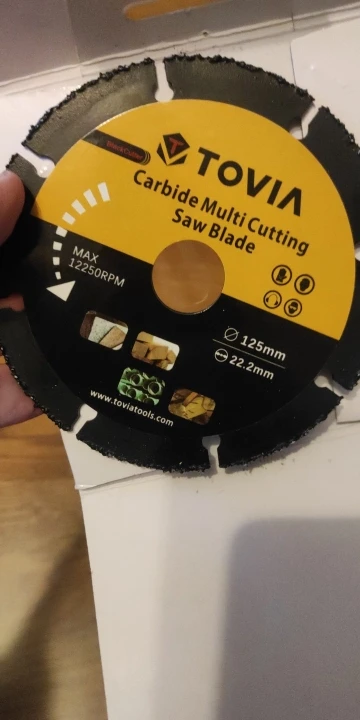 TOVIA
Carbide Multi Cutting
Saw Blade
MAX
12250RPM
125mm
22.2mm
www.toviatools.com